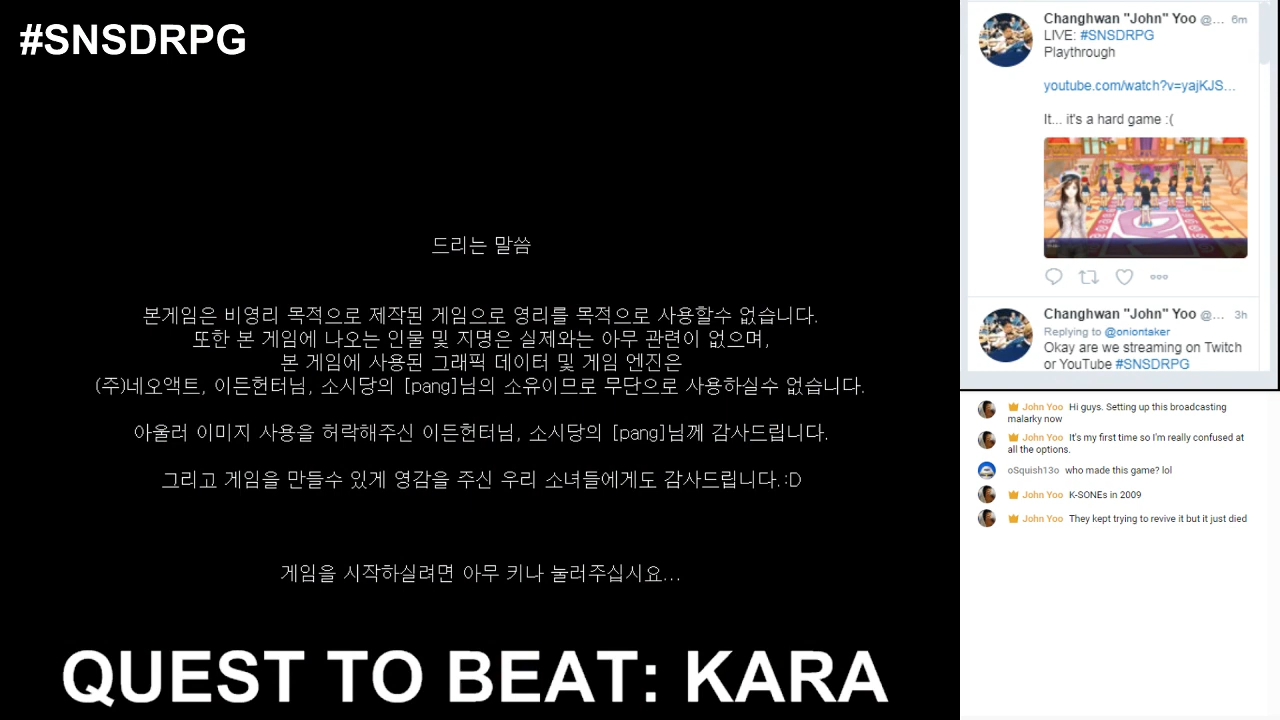 #SNSDRPG
드리는 말씀
본게임은 비영리 목적으로 제작된 게임으로 영리를 목적으로 사용할수 없습니다.
또한 본 게임에 나오는 인물 및 지명은 실제와는 아무 관련이 없으며,
본 게임에 사용된 그래픽 데이터 및 게임 엔진은
(주)네오액트, 이든헌터님, 소시당의 [pang]님의 소유이므로 무단으로 사용하실수 없습니다.
아울러 이미지 사용을 허락해주신 이든헌터님, 소시당의 [pang]님께 감사드립니다.
그리고 게임을 만들수 있게 영감을 주신 우리 소녀들에게도 감사드립니다.:D
게임을 시작하실려면 아무 키나 눌러주십시요...
QUEST TO BEAT: KARA
Changhwan "John" Yoo @... 6m
LIVE: #SNSDRPG
Playthrough
youtube.com/watch?v=yajKJS...
It... it's a hard game :(
Changhwan "John" Yoo @... 3h
Replying to @oniontaker
Okay are we streaming on Twitch
or YouTube #SNSDRPG
John Yoo Hi guys. Setting up this broadcasting
malarky now
John Yoo It's my first time so I'm really confused at
all the options.
oSquish13o who made this game? lol
John Yoo K-SONEs in 2009
John Yoo They kept trying to revive it but it just died